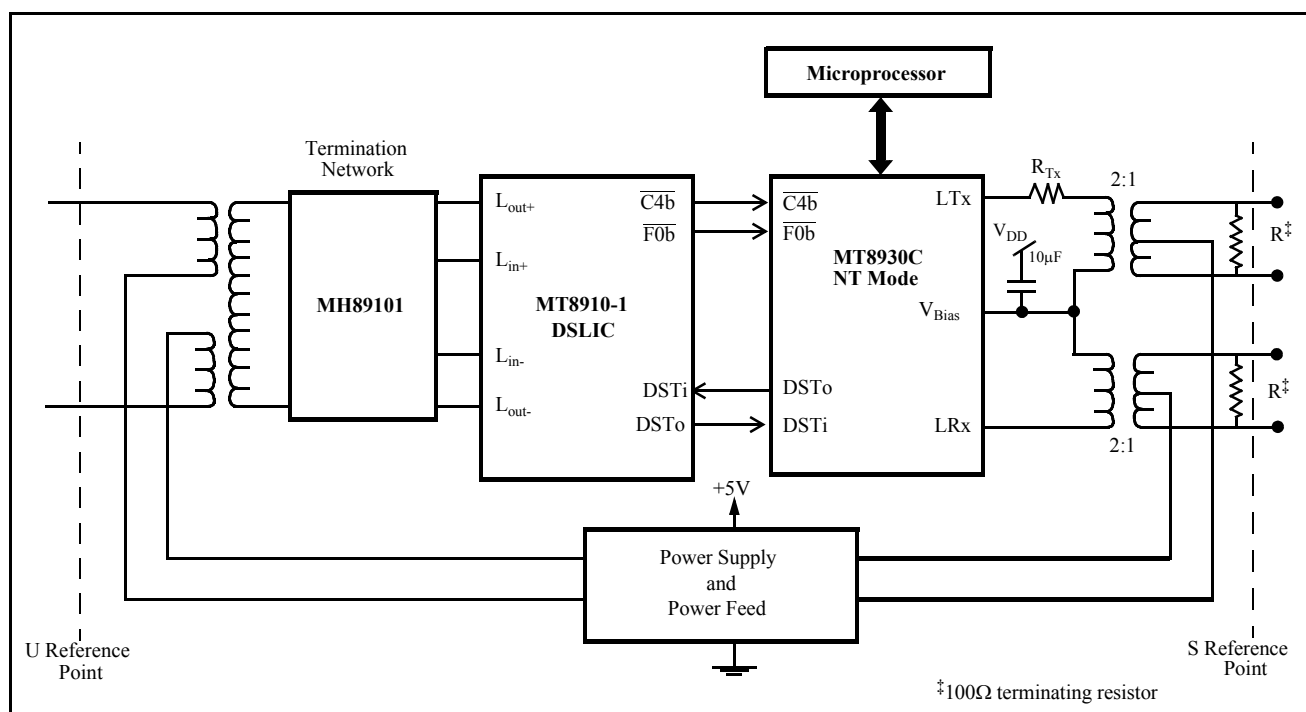 Microprocessor
Termination
Network
MH89101
Lout+
Lin+
Lin-
Lout-
C4b
F0b
MT8910-1
DSLIC
DSTi
DSTo
C4b
F0b
MT8930C
NT Mode
DSTo
DSTi
LTx
VBias
LRx
RTx
VDD
10µF
2:1
2:1
R‡
R‡
+5V
Power Supply
and
Power Feed
U Reference
Point
S Reference
Point
‡100Ω terminating resistor